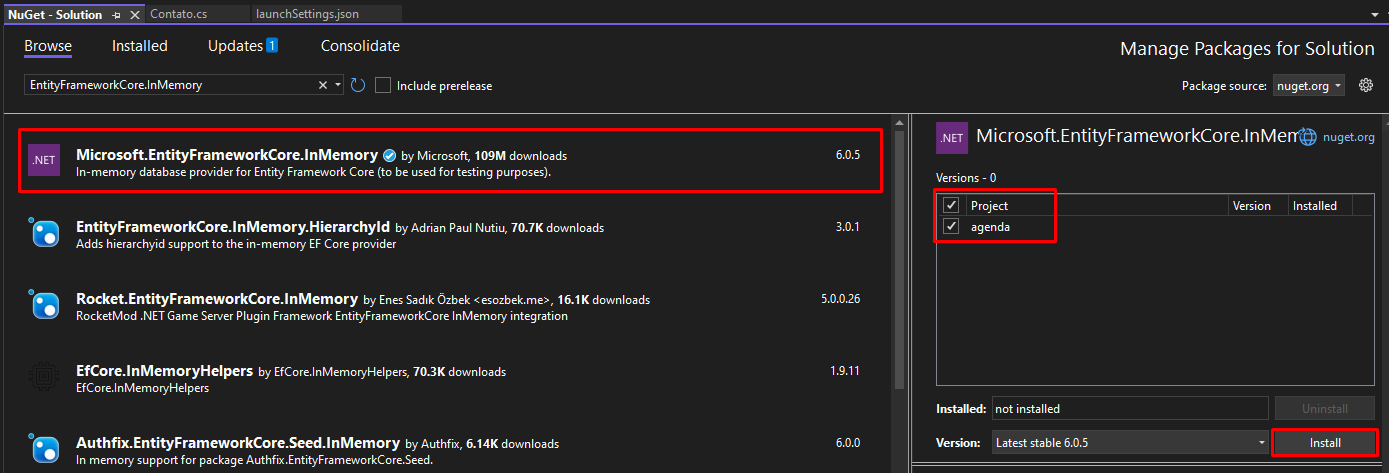 NuGet - Solution
Contato.cs
launchSettings.json
Browse
Installed
Updates 1
Consolidate
Manage Packages for Solution
EntityFrameworkCore.InMemory
Include prerelease
Package source: nuget.org
.NET
Microsoft.EntityFrameworkCore.InMemory by Microsoft, 109M downloads
6.0.5
In-memory database provider for Entity Framework Core (to be used for testing purposes).
EntityFrameworkCore.InMemory.HierarchyId by Adrian Paul Nutiu, 70.7K downloads
3.0.1
Adds hierarchyid support to the in-memory EF Core provider
Rocket.EntityFrameworkCore.InMemory by Enes Sadık Özbek <esozbek.me>, 16.1K downloads
5.0.0.26
RocketMod .NET Game Server Plugin Framework EntityFrameworkCore InMemory integration
EfCore.InMemoryHelpers by EfCore.InMemoryHelpers, 70.3K downloads
1.9.11
EfCore.InMemoryHelpers
Authfix.EntityFrameworkCore.Seed.InMemory by Authfix, 6.14K downloads
6.0.0
In memory support for package Authfix.EntityFrameworkCore.Seed.
.NET
Microsoft.EntityFrameworkCore.InMem
nuget.org
Versions - 0
Project
Version
Installed
agenda
Installed: not installed
Uninstall
Version: Latest stable 6.0.5
Install